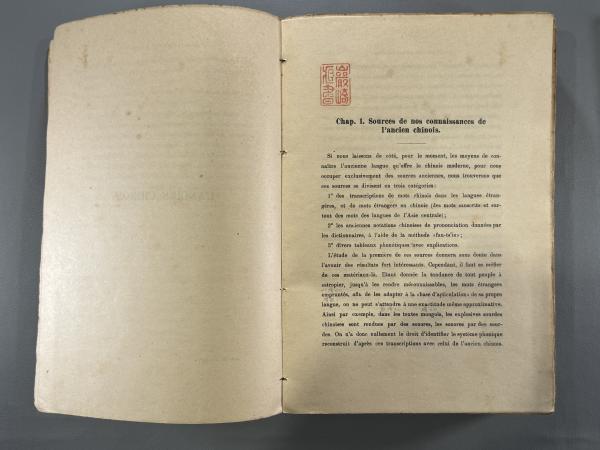 Chap. 1. Sources de nos connaissances de
l'ancien chinois.
Si nous laissons de côté, pour le moment, les moyens de con-
naître l'ancienne langue qu'offre le chinois moderne, pour nous
occuper exclusivement des sources anciennes, nous trouverons que
ces sources se divisent en trois catégories:
1° des transcriptions de mots chinois dans les langues étran-
gères, et de mots étrangers en chinois (des mots sanscrits et sur-
tout des mots des langues de l'Asie centrale);
2° les anciennes notations chinoises de prononciation données par
les dictionnaires, à l'aide de la méthode «fan-ts'ie»;
3° divers tableaux phonétiques avec explications.
L'étude de la première de ces sources donnera sans doute dans
l'avenir des résultats fort intéressants. Cependant, il faut se méfier
de ces matériaux-là. Etant donnée la tendance de tout peuple à
estropier, jusqu'à les rendre méconnaissables, les mots étrangers
empruntés, afin de les adapter à la «base d'articulation» de sa propre
langue, on ne peut s'attendre à une exactitude même approximative.
Ainsi par exemple, dans les textes mongols, les explosives sourdes
chinoises sont rendues par des sonores, les sonores par des sour-
des. On n'a donc nullement le droit d'identifier le système phonique
reconstruit d'après ces transcriptions avec celui de l'ancien chinois.